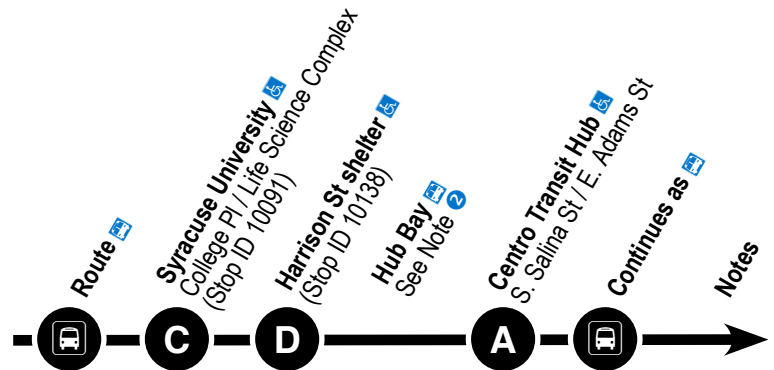 Route
Syracuse University
College Pl / Life Science Complex
(Stop ID 10091)
Harrison St shelter
(Stop ID 10138)
Hub Bay
See Note 2
Centro Transit Hub
S. Salina St / E. Adams St
Continues as
Notes
C
D
A